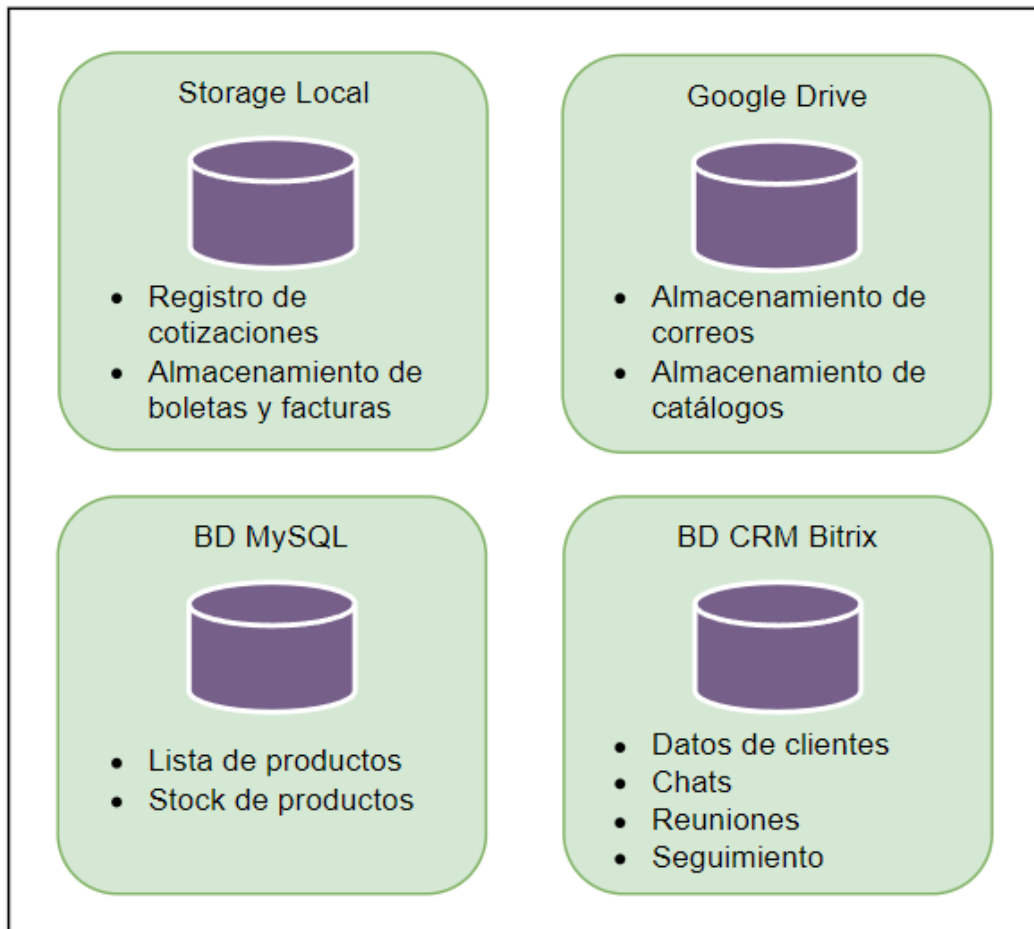 Storage Local
• Registro de
cotizaciones
• Almacenamiento de
boletas y facturas
Google Drive
• Almacenamiento de
correos
• Almacenamiento de
catálogos
BD MySQL
• Lista de productos
• Stock de productos
BD CRM Bitrix
• Datos de clientes
• Chats
• Reuniones
• Seguimiento